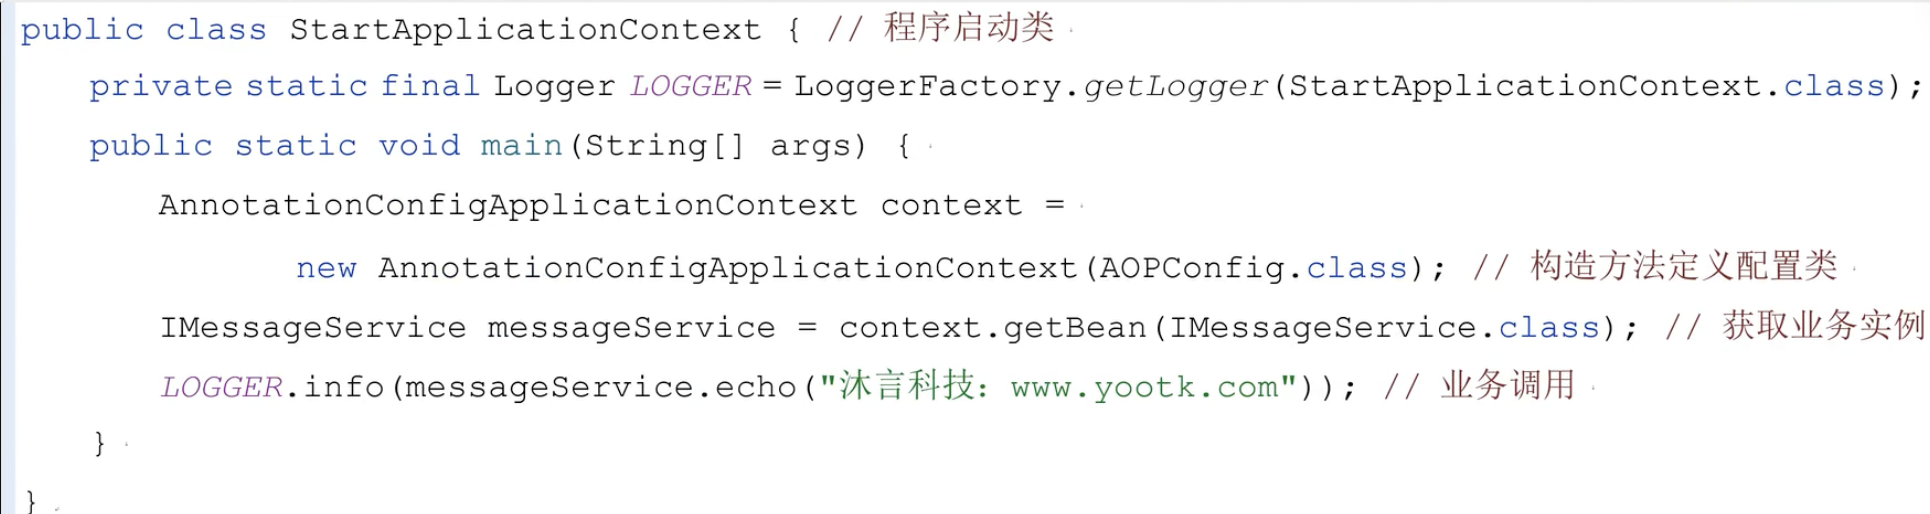 public class StartApplicationContext { // 程序启动类
private static final Logger LOGGER = LoggerFactory.getLogger(StartApplicationContext.class);
public static void main(String[] args) {
AnnotationConfigApplicationContext context =
new AnnotationConfigApplicationContext(AOPConfig.class); // 构造方法定义配置类
IMessageService messageService = context.getBean(IMessageService.class); // 获取业务实例
LOGGER.info(messageService.echo("沐言科技：www.yootk.com")); // 业务调用
}
}